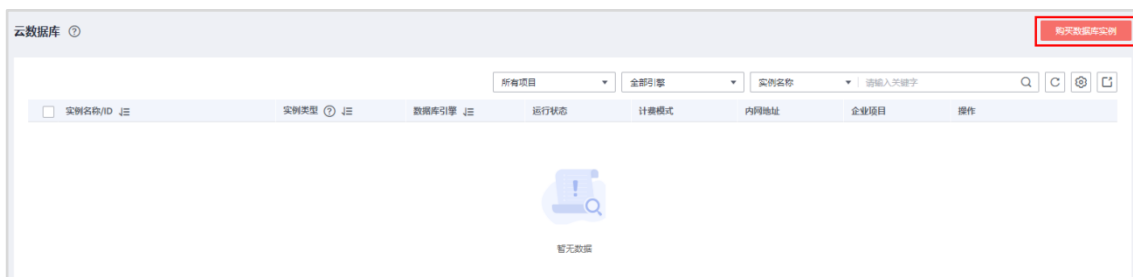 云数据库
购买数据库实例
所有项目 全部引擎 实例名称 请输入关键字
实例名称/ID 实例类型 数据库引擎 运行状态 计费模式 内网地址 企业项目 操作
暂无数据